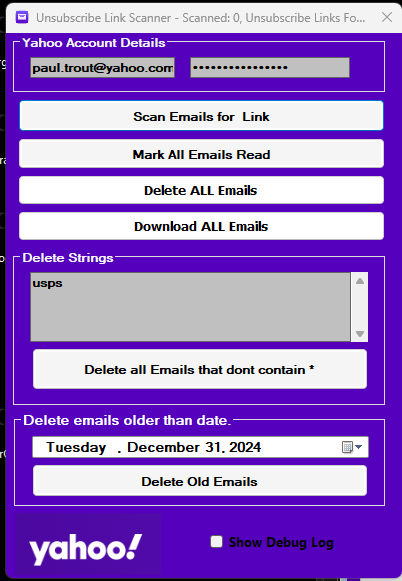 Unsubscribe Link Scanner - Scanned: 0, Unsubscribe Links Fo...
Yahoo Account Details
paul.trout@yahoo.com
••••••••••••••••
Scan Emails for Link
Mark All Emails Read
Delete ALL Emails
Download ALL Emails
Delete Strings
usps
Delete all Emails that dont contain *
Delete emails older than date.
Tuesday , December 31, 2024
Delete Old Emails
yahoo!
Show Debug Log